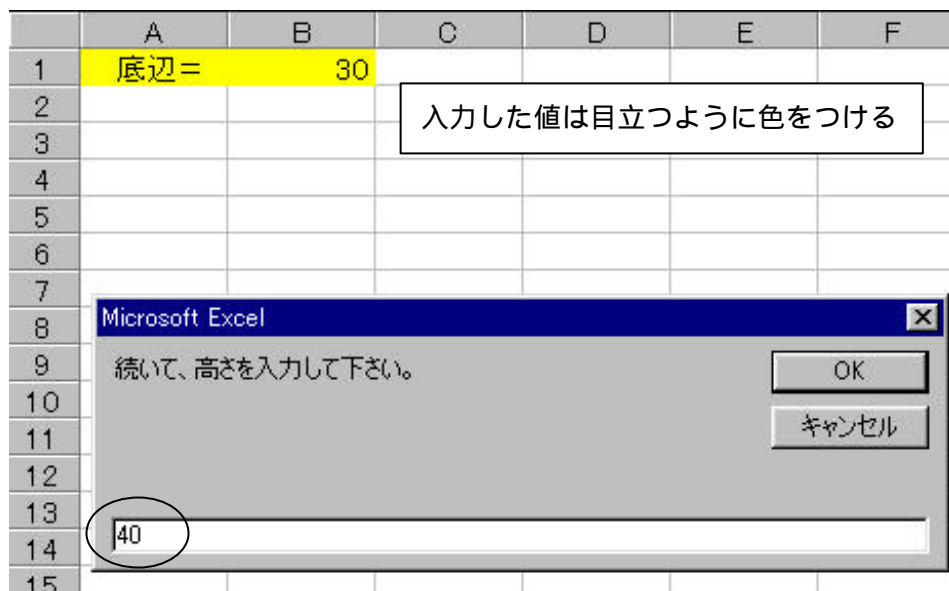 A B C D E F
1 底辺＝ 30
2
入力した値は目立つように色をつける
3
4
5
6
7
8
Microsoft Excel
9
続いて、高さを入力して下さい。 OK
10
11
キャンセル
12
13
40
14
15